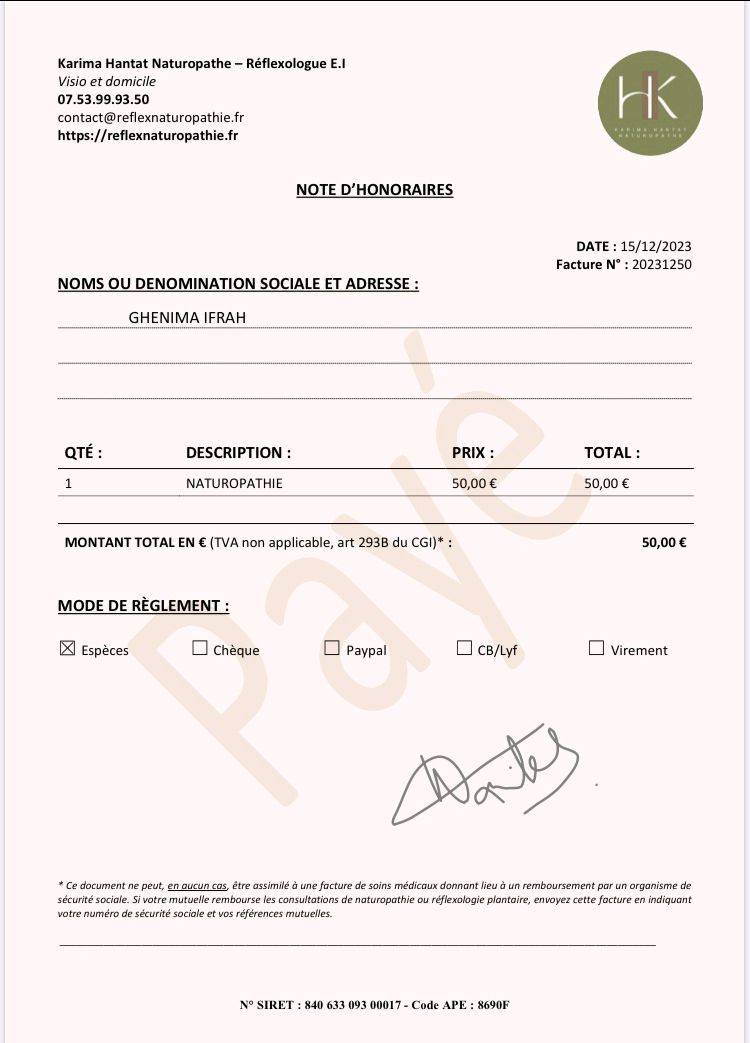 Karima Hantat Naturopathe – Réflexologue E.I
Visio et domicile
07.53.99.93.50
contact@reflexnaturopathie.fr
https://reflexnaturopathie.fr
HK
KARIMA HANTAT
NATUROPATHE
NOTE D'HONORAIRES
DATE : 15/12/2023
Facture N° : 20231250
NOMS OU DENOMINATION SOCIALE ET ADRESSE :
GHENIMA IFRAH
QTÉ : DESCRIPTION : PRIX : TOTAL :
1 NATUROPATHIE 50,00 € 50,00 €
MONTANT TOTAL EN € (TVA non applicable, art 293B du CGI)* : 50,00 €
MODE DE RÈGLEMENT :
☒ Espèces ☐ Chèque ☐ Paypal ☐ CB/Lyf ☐ Virement
Payé
* Ce document ne peut, en aucun cas, être assimilé à une facture de soins médicaux donnant lieu à un remboursement par un organisme de
sécurité sociale. Si votre mutuelle rembourse les consultations de naturopathie ou réflexologie plantaire, envoyez cette facture en indiquant
votre numéro de sécurité sociale et vos références mutuelles.
N° SIRET : 840 633 093 00017 - Code APE : 8690F